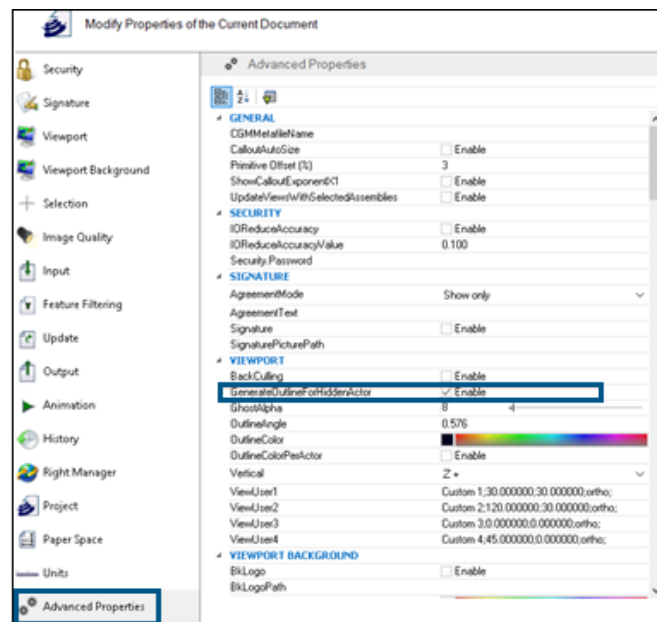 Modify Properties of the Current Document
Security
Signature
Viewport
Viewport Background
Selection
Image Quality
Input
Feature Filtering
Update
Output
Animation
History
Right Manager
Project
Paper Space
Units
Advanced Properties
Advanced Properties
GENERAL
CGMMetafileName
CalloutAutoSize Enable
Primitive Offset (%) 3
ShowCalloutExponentX1 Enable
UpdateViewsWithSelectedAssemblies Enable
SECURITY
IOReduceAccuracy Enable
IOReduceAccuracyValue 0.100
Security.Password
SIGNATURE
AgreementMode Show only
AgreementText
Signature Enable
SignaturePicturePath
VIEWPORT
BackCulling Enable
GenerateOutlineForHiddenActor Enable
GhostAlpha 8
OutlineAngle 0.576
OutlineColor
OutlineColorPerActor Enable
Vertical Z +
ViewUser1 Custom 1;30.000000;30.000000;ortho;
ViewUser2 Custom 2;120.000000;30.000000;ortho;
ViewUser3 Custom 3;0.000000;0.000000;ortho;
ViewUser4 Custom 4;45.000000;0.000000;ortho;
VIEWPORT BACKGROUND
BkLogo Enable
BkLogoPath